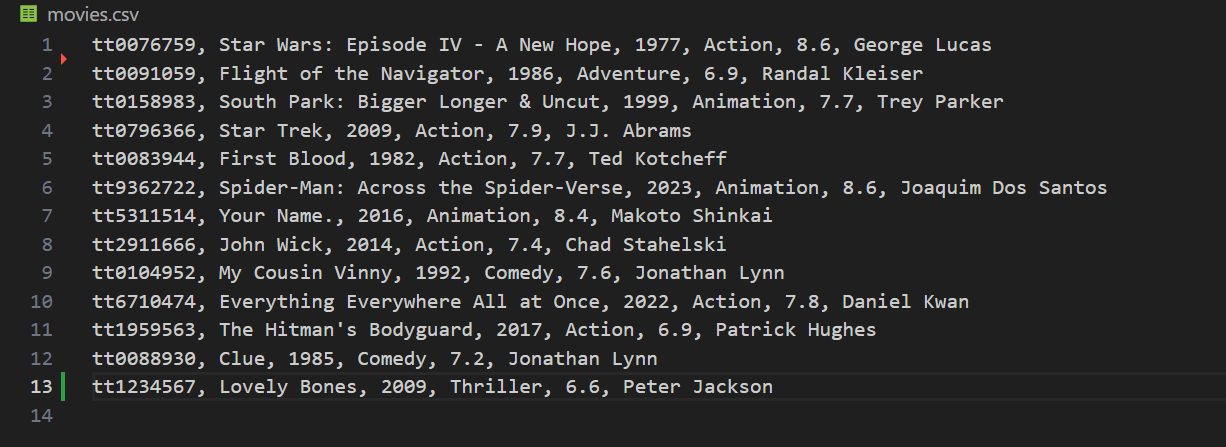 movies.csv
1 tt0076759, Star Wars: Episode IV - A New Hope, 1977, Action, 8.6, George Lucas
2 tt0091059, Flight of the Navigator, 1986, Adventure, 6.9, Randal Kleiser
3 tt0158983, South Park: Bigger Longer & Uncut, 1999, Animation, 7.7, Trey Parker
4 tt0796366, Star Trek, 2009, Action, 7.9, J.J. Abrams
5 tt0083944, First Blood, 1982, Action, 7.7, Ted Kotcheff
6 tt9362722, Spider-Man: Across the Spider-Verse, 2023, Animation, 8.6, Joaquim Dos Santos
7 tt5311514, Your Name., 2016, Animation, 8.4, Makoto Shinkai
8 tt2911666, John Wick, 2014, Action, 7.4, Chad Stahelski
9 tt0104952, My Cousin Vinny, 1992, Comedy, 7.6, Jonathan Lynn
10 tt6710474, Everything Everywhere All at Once, 2022, Action, 7.8, Daniel Kwan
11 tt1959563, The Hitman's Bodyguard, 2017, Action, 6.9, Patrick Hughes
12 tt0088930, Clue, 1985, Comedy, 7.2, Jonathan Lynn
13 tt1234567, Lovely Bones, 2009, Thriller, 6.6, Peter Jackson
14